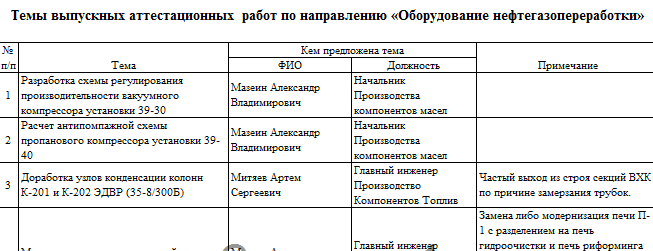 Темы выпускных аттестационных работ по направлению «Оборудование нефтегазопереработки»
№ п/п
Тема
Кем предложена тема
ФИО
Должность
Примечание
1
Разработка схемы регулирования
производительности вакуумного
компрессора установки 39-30
Мазеин Александр
Владимирович
Начальник
Производства
компонентов масел
2
Расчет антипомпажной схемы
пропанового компрессора установки 39-
40
Мазеин Александр
Владимирович
Начальник
Производства
компонентов масел
3
Доработка узлов конденсации колонн
К-201 и К-202 ЭДВР (35-8/300Б)
Митяев Артем
Сергеевич
Главный инженер
Производство
Компонентов Топлив
Частый выход из строя секций ВХК
по причине замерзания трубок.
Главный инженер
Замена либо модернизация печи П-
1 с разделением на печь
гидроочистки и печь риформинга